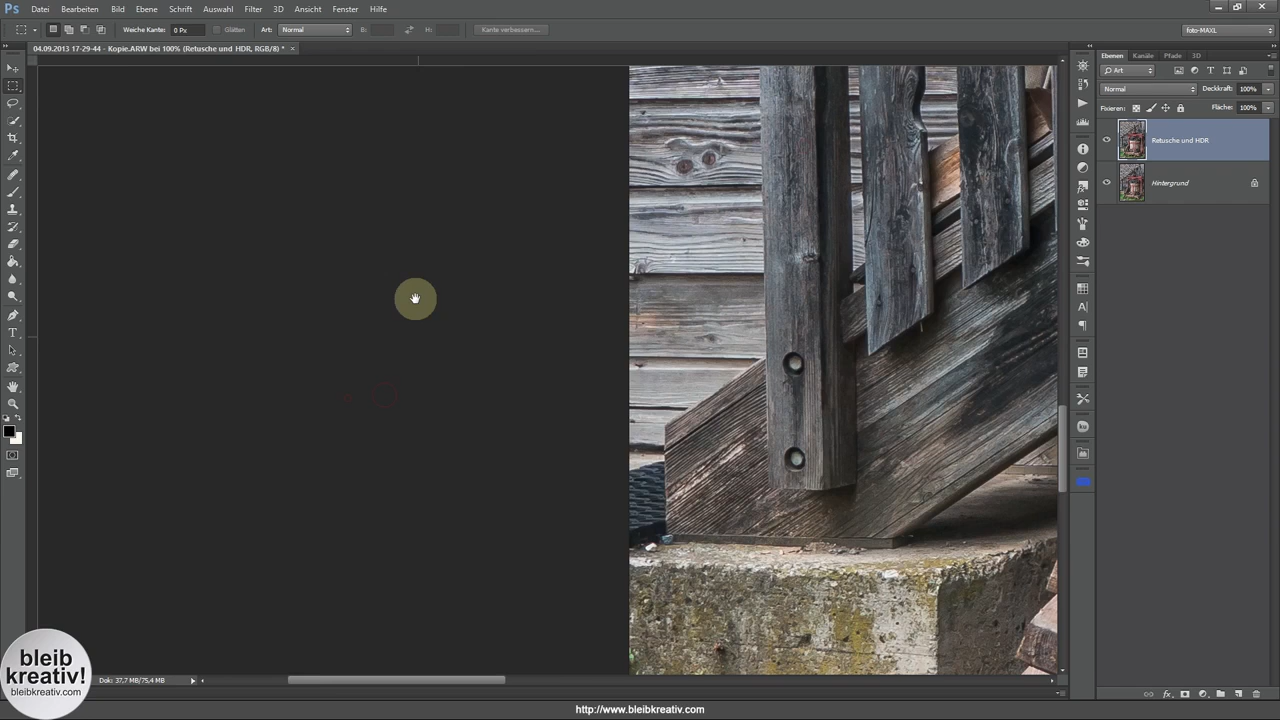 Ps Datei Bearbeiten Bild Ebene Schrift Auswahl Filter 3D Ansicht Fenster Hilfe
Weiche Kante: 0 Px Glätten Art: Normal B: H: Kante verbessern... foto-MAXL
04.09.2013 17-29-44 - Kopie.ARW bei 100% (Retusche und HDR, RGB/8) * ×
Ebenen Kanäle Pfade 3D
Art
Normal Deckkraft: 100%
Fixieren: Fläche: 100%
Retusche und HDR
Hintergrund
bleib
kreativ!
bleibkreativ.com
Dok: 37,7 MB/75,4 MB
http://www.bleibkreativ.com